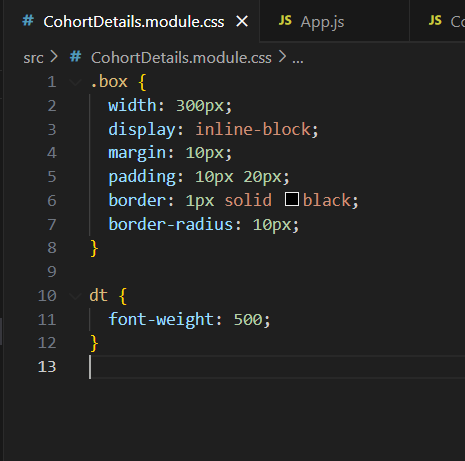 # CohortDetails.module.css × JS App.js # Co
src > # CohortDetails.module.css > ...
1 .box {
2 width: 300px;
3 display: inline-block;
4 margin: 10px;
5 padding: 10px 20px;
6 border: 1px solid black;
7 border-radius: 10px;
8 }
9
10 dt {
11 font-weight: 500;
12 }
13